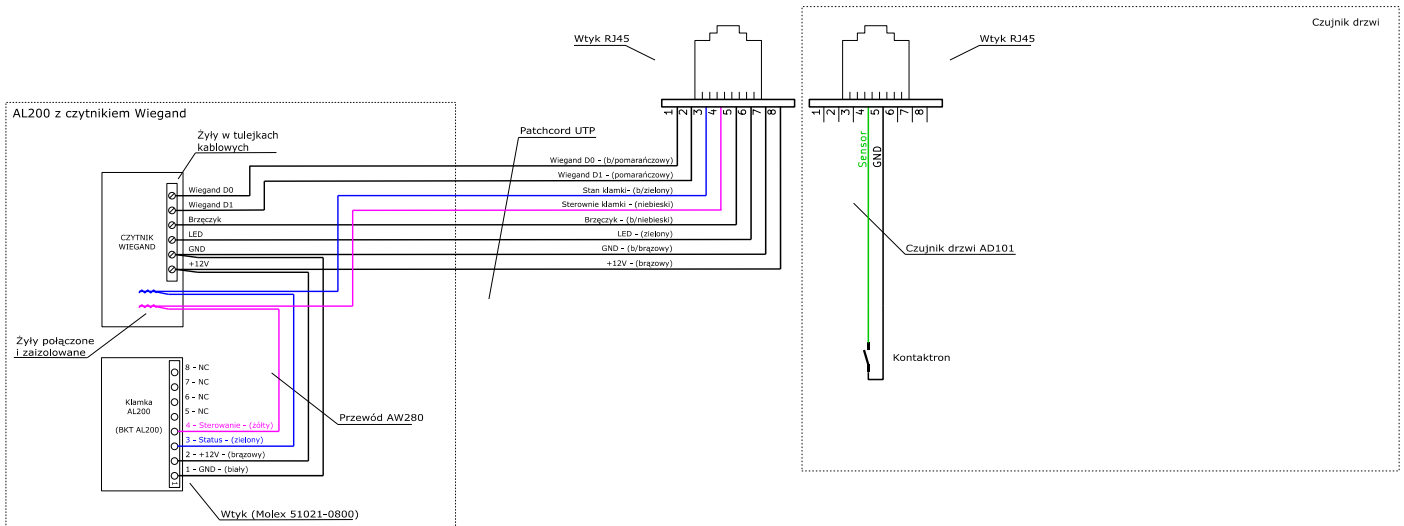 Czujnik drzwi
Wtyk RJ45
Wtyk RJ45
1 2 3 4 5 6 7 8
1 2 3 4 5 6 7 8
AL200 z czytnikiem Wiegand
Żyły w tulejkach
kablowych
Patchcord UTP
Sensor
GND
Wiegand D0 - (b/pomarańczowy)
Wiegand D1 - (pomarańczowy)
Stan klamki- (b/zielony)
Sterownie klamki - (niebieski)
Brzęczyk - (b/niebieski)
LED - (zielony)
GND - (b/brązowy)
+12V - (brązowy)
Wiegand D0
Wiegand D1
Brzęczyk
LED
GND
+12V
CZYTNIK
WIEGAND
Czujnik drzwi AD101
Żyły połączone
i zaizolowane
Kontaktron
8 - NC
7 - NC
6 - NC
5 - NC
4 - Sterowanie - (żółty)
3 - Status - (zielony)
2 - +12V - (brązowy)
1 - GND - (biały)
Klamka
AL200
(BKT AL200)
1
Przewód AW280
Wtyk (Molex 51021-0800)